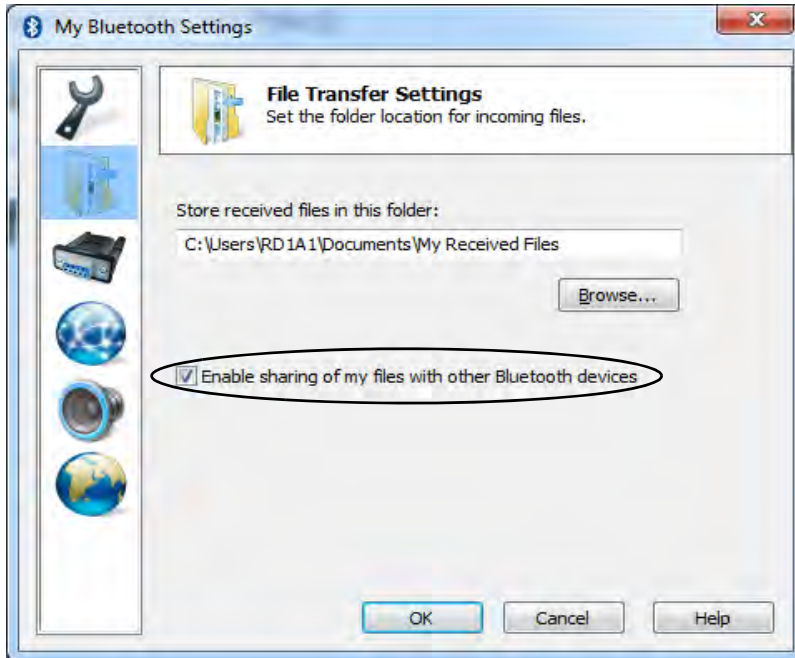 My Bluetooth Settings
File Transfer Settings
Set the folder location for incoming files.
Store received files in this folder:
C:\Users\RD1A1\Documents\My Received Files
Browse...
Enable sharing of my files with other Bluetooth devices
OK Cancel Help